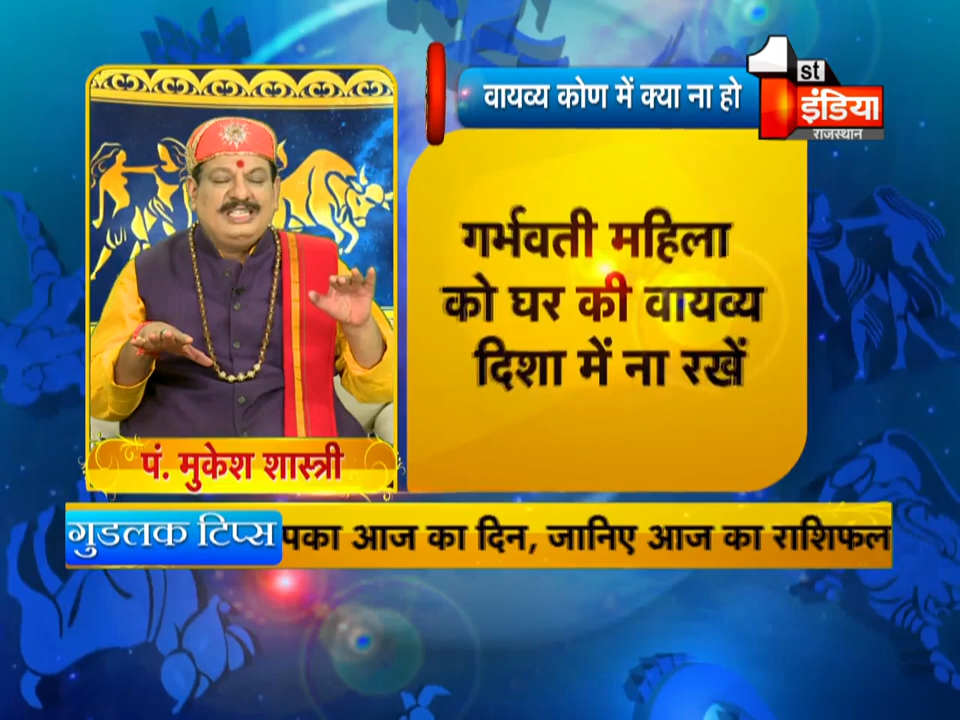 वायव्य कोण में क्या ना हो
1st
इंडिया
राजस्थान
गर्भवती महिला
को घर की वायव्य
दिशा में ना रखें
पं. मुकेश शास्त्री
गुडलक टिप्स
पका आज का दिन, जानिए आज का राशिफल